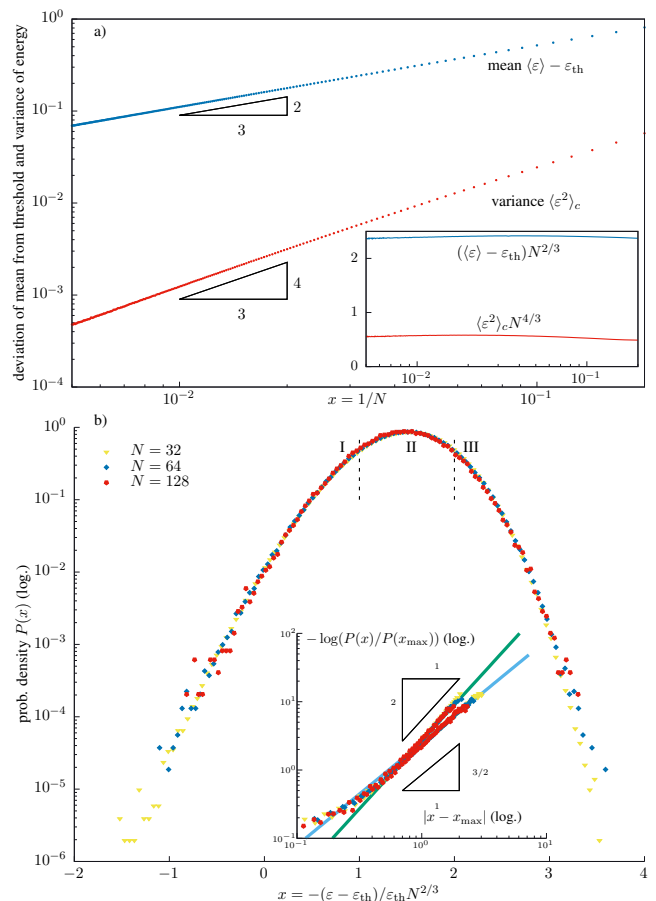 a)
deviation of mean from threshold and variance of energy
10^0
10^{-1}
10^{-2}
10^{-3}
10^{-4}
mean ⟨ε⟩ − ε_th
2
3
variance ⟨ε²⟩_c
4
3
2
1
0
(⟨ε⟩ − ε_th)N^{2/3}
⟨ε²⟩_c N^{4/3}
10^{-2}
10^{-1}
10^{-2}
x = 1/N
10^{-1}
b)
prob. density P(x) (log.)
10^0
10^{-1}
10^{-2}
10^{-3}
10^{-4}
10^{-5}
10^{-6}
N = 32
N = 64
N = 128
I
II
III
− log(P(x)/P(x_max)) (log.)
10^2
10^1
10^0
10^{-1}
1
2
3/2
1
|x − x_max| (log.)
10^{-1}
10^0
10^1
−2
−1
0
1
2
3
4
x = −(ε − ε_th)/ε_th N^{2/3}